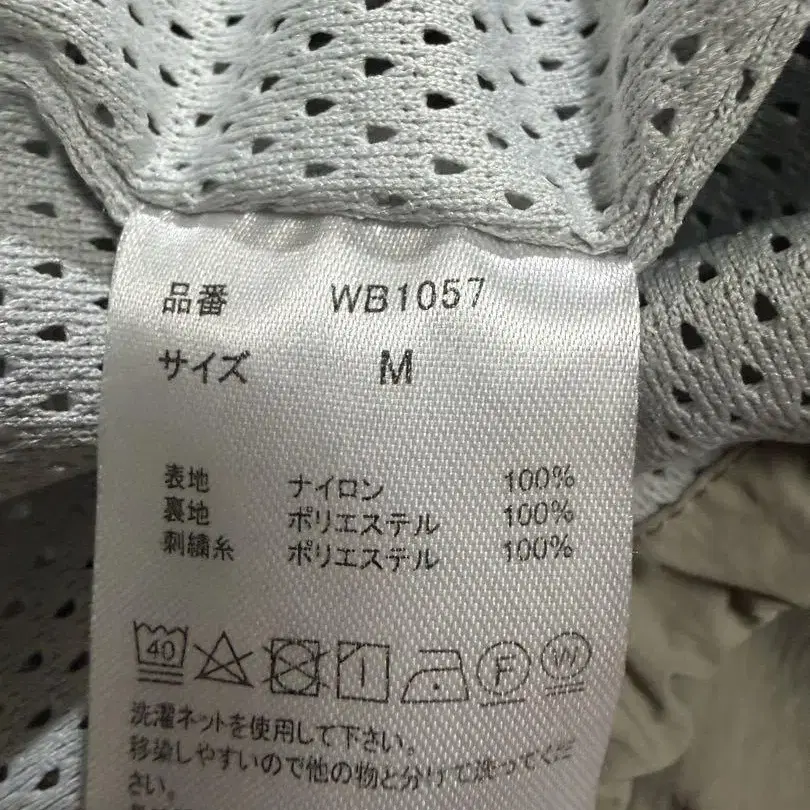 品番 WB1057
サイズ M
表地 ナイロン 100%
裏地 ポリエステル 100%
刺繍糸 ポリエステル 100%
40 F W
洗濯ネットを使用して下さい。
移染しやすいので他の物と分けて洗ってくだ
さい。